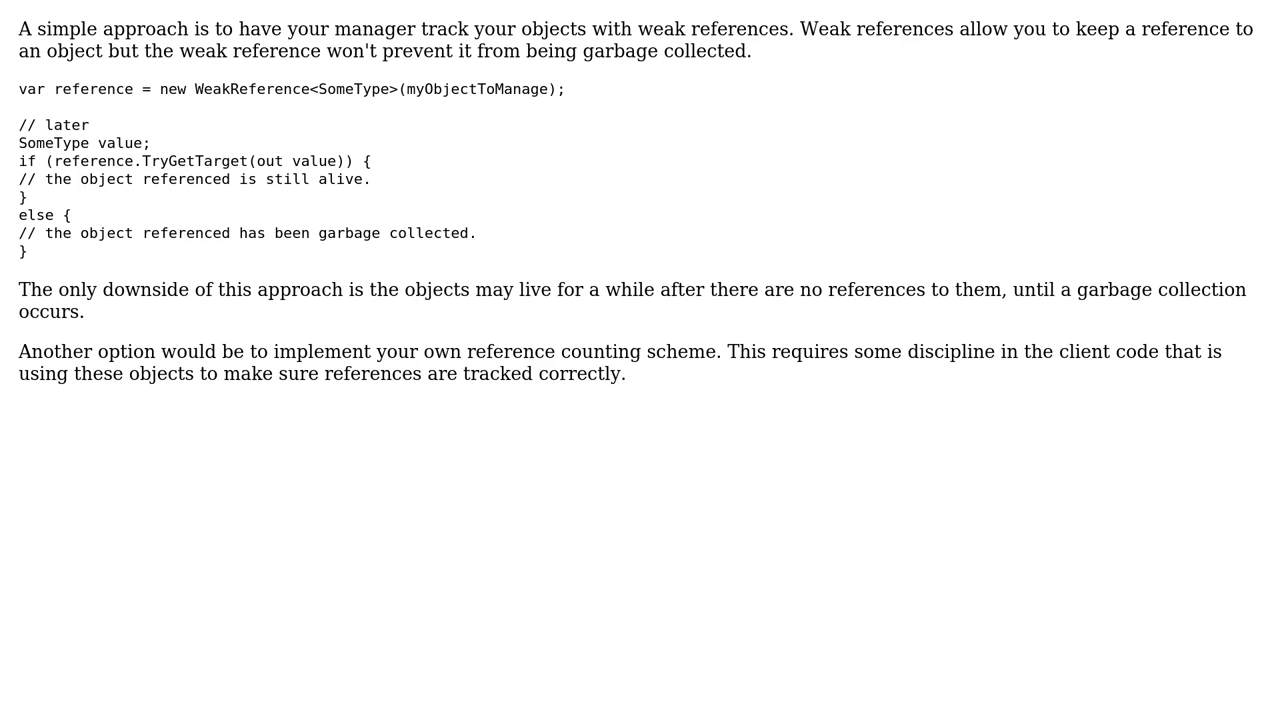 A simple approach is to have your manager track your objects with weak references. Weak references allow you to keep a reference to
an object but the weak reference won't prevent it from being garbage collected.
var reference = new WeakReference<SomeType>(myObjectToManage);
// later
SomeType value;
if (reference.TryGetTarget(out value)) {
// the object referenced is still alive.
}
else {
// the object referenced has been garbage collected.
}
The only downside of this approach is the objects may live for a while after there are no references to them, until a garbage collection
occurs.
Another option would be to implement your own reference counting scheme. This requires some discipline in the client code that is
using these objects to make sure references are tracked correctly.